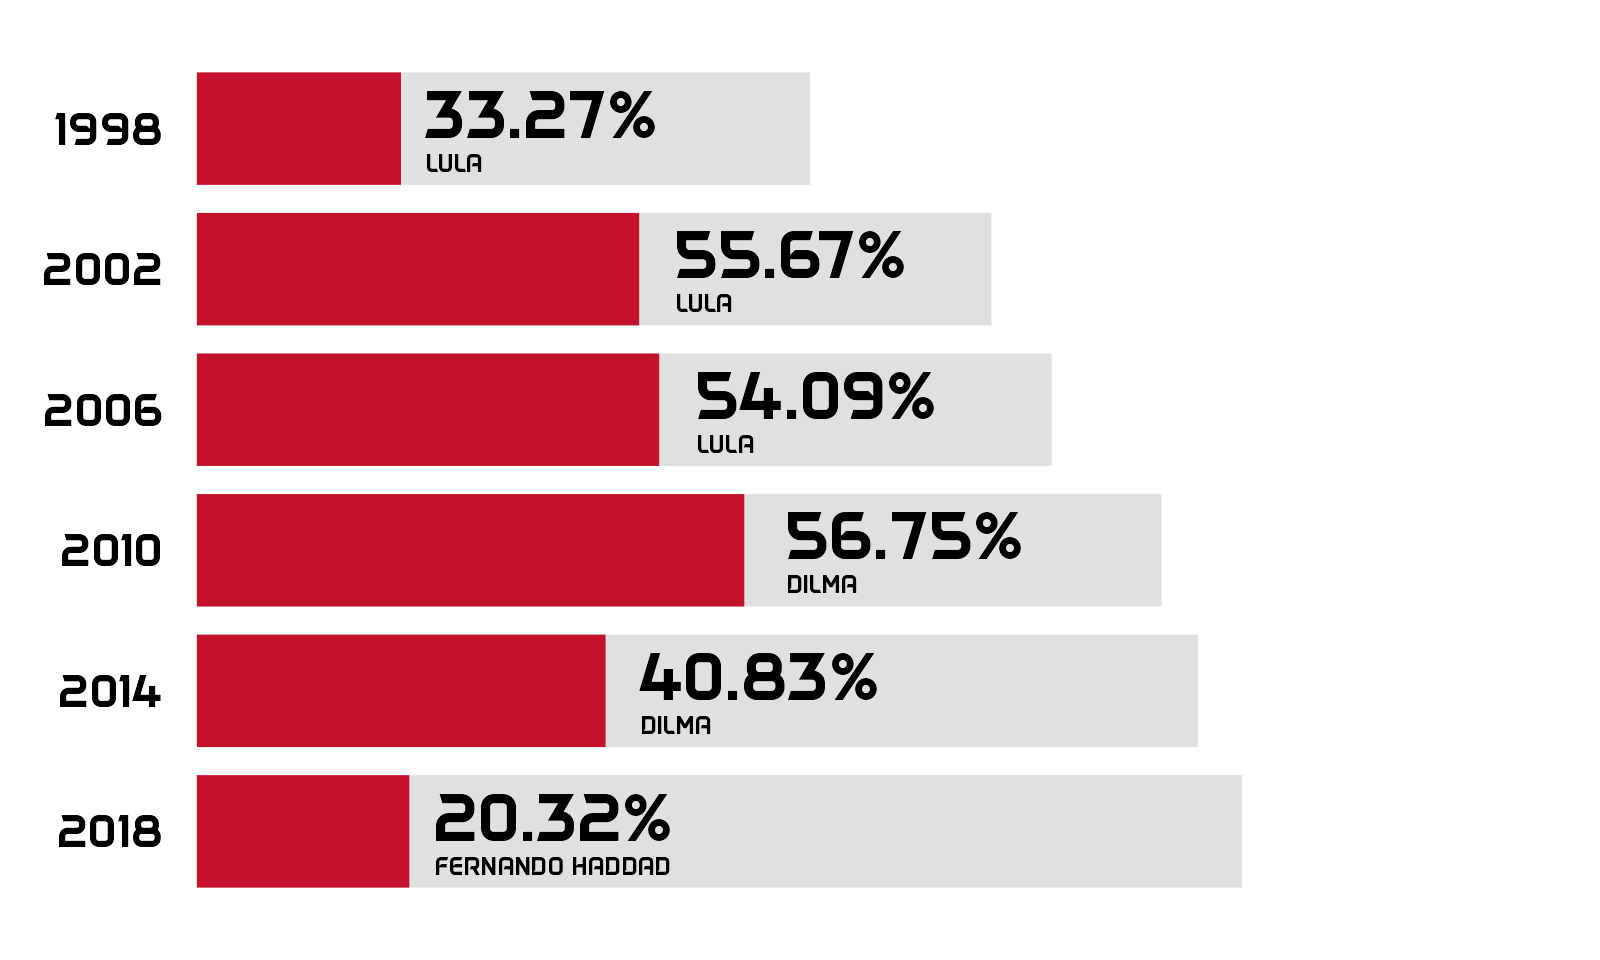 1998
33.27%
LULA
2002
55.67%
LULA
2006
54.09%
LULA
2010
56.75%
DILMA
2014
40.83%
DILMA
2018
20.32%
FERNANDO HADDAD